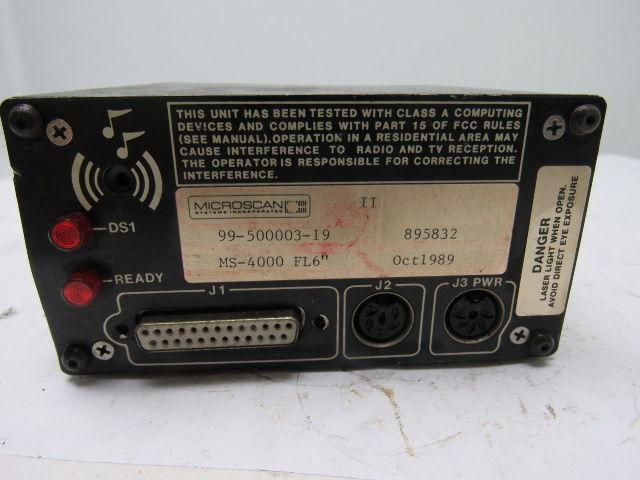 THIS UNIT HAS BEEN TESTED WITH CLASS A COMPUTING
DEVICES AND COMPLIES WITH PART 15 OF FCC RULES
(SEE MANUAL). OPERATION IN A RESIDENTIAL AREA MAY
CAUSE INTERFERENCE TO RADIO AND TV RECEPTION.
THE OPERATOR IS RESPONSIBLE FOR CORRECTING THE
INTERFERENCE.
MICROSCAN
SYSTEMS INCORPORATED
II
99-500003-19 895832
MS-4000 FL6" Oct1989
DS1
READY
J1
J2
J3 PWR
DANGER
LASER LIGHT WHEN OPEN.
AVOID DIRECT EYE EXPOSURE